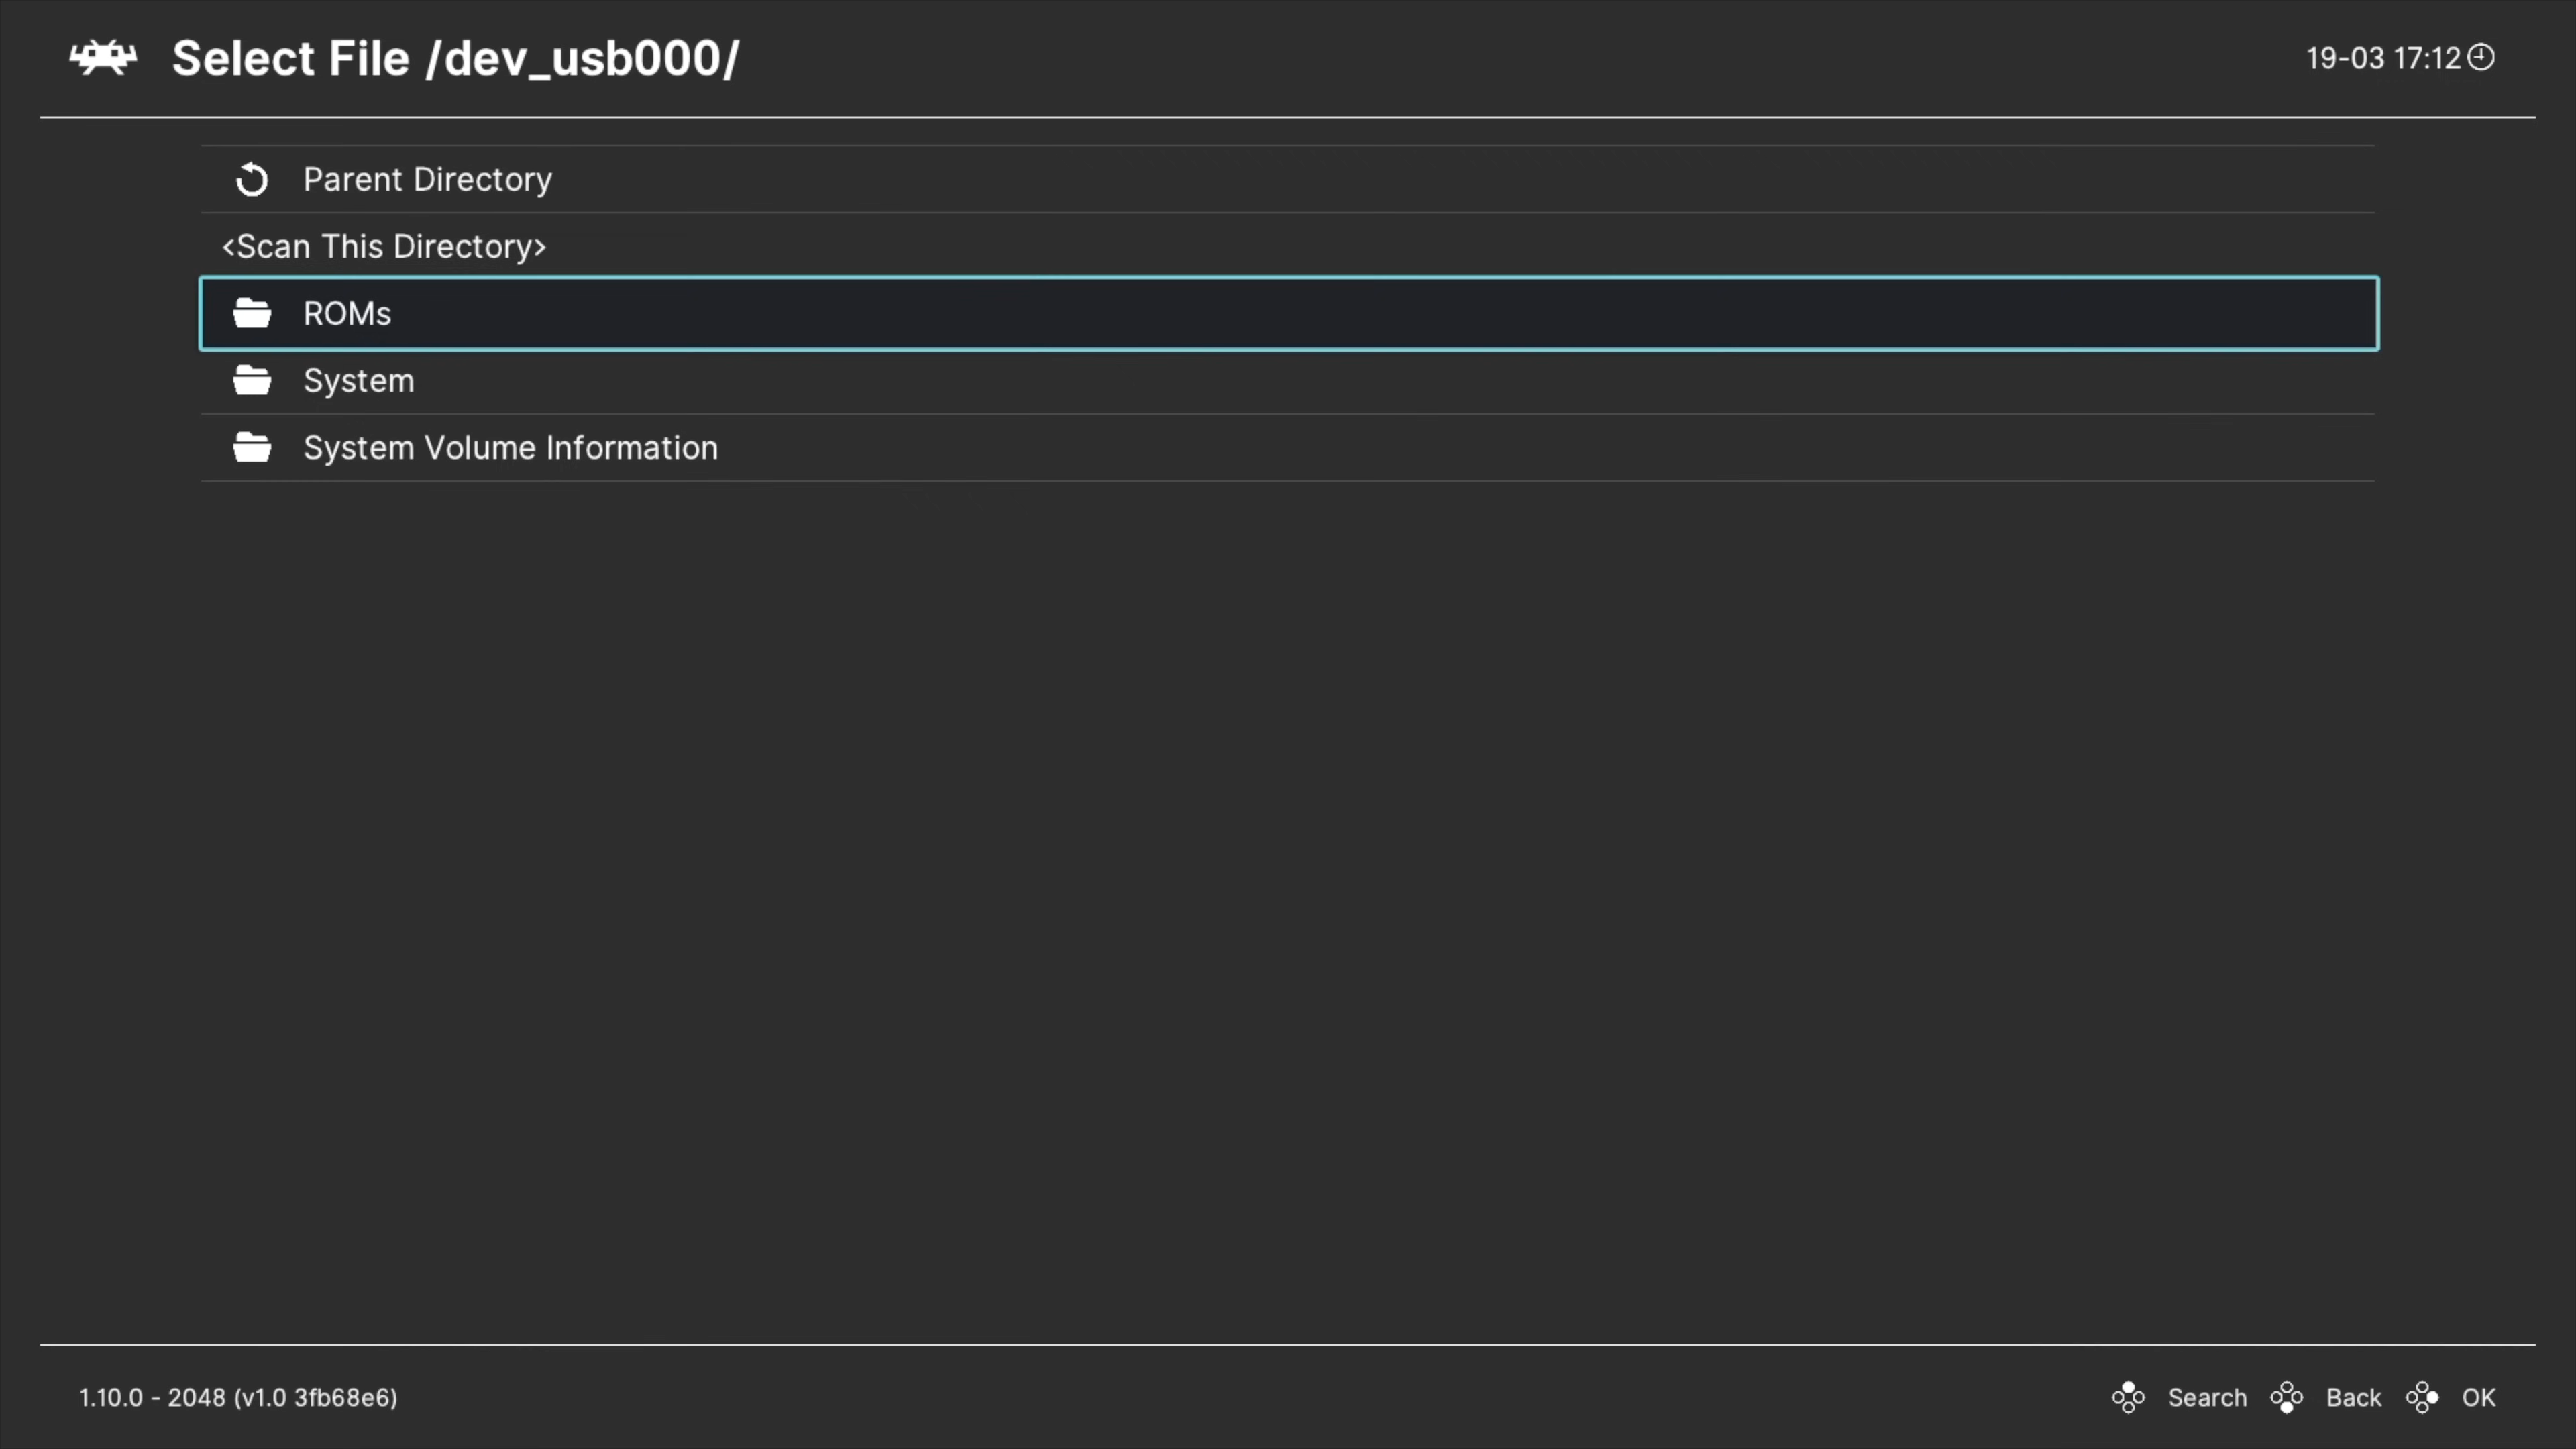 Select File /dev_usb000/
19-03 17:12
Parent Directory
<Scan This Directory>
ROMs
System
System Volume Information
1.10.0 - 2048 (v1.0 3fb68e6)
Search Back OK